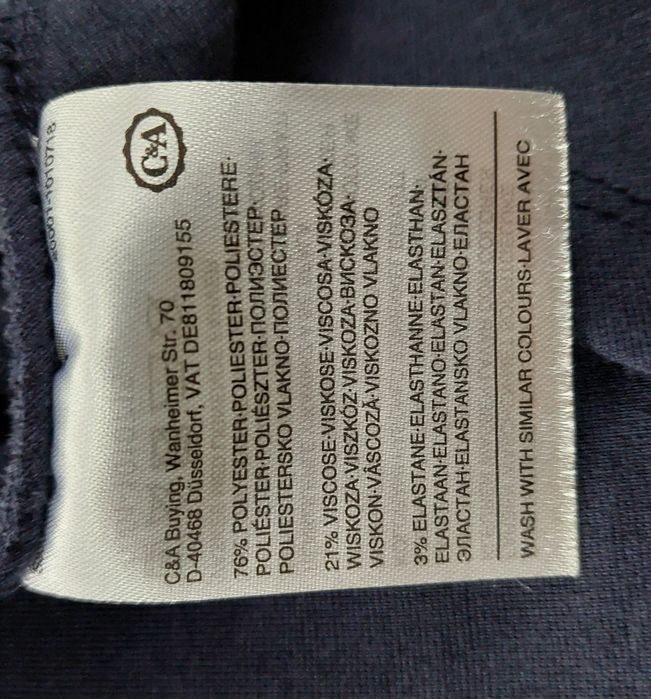 C&A
C&A Buying, Wanheimer Str. 70
D-40468 Düsseldorf, VAT DE811809155
76% POLYESTER·POLIESTER·POLIESTERE·
POLIÉSTER·POLIÉSZTER·ПОЛИЭСТЕР·
POLIESTERSKO VLAKNO·ПОЛИЕСТЕР
21% VISCOSE·VISKOSE·VISCOSA·VISKÓZA·
WISKOZA·VISZKÓZ·VISKOZA·ВИСКОЗА·
VISKON·VÂSCOZĂ·VISKOZNO VLAKNO
3% ELASTANE·ELASTHANNE·ELASTHAN·
ELASTAAN·ELASTANO·ELASTAN·ELASZTÁN·
ЭЛАСТАН·ELASTANSKO VLAKNO·ЕЛАСТАН
WASH WITH SIMILAR COLOURS·LAVER AVEC